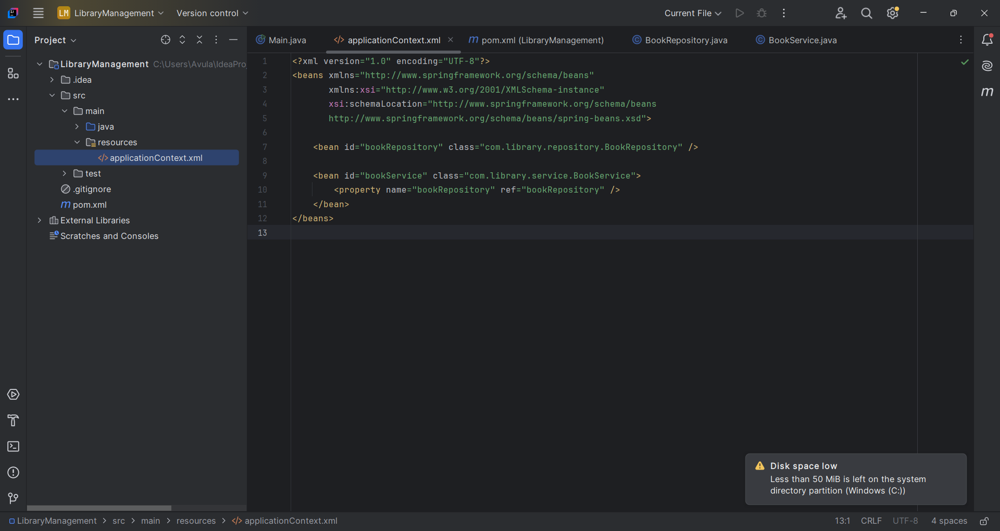 LM LibraryManagement Version control Current File
Project
Main.java applicationContext.xml pom.xml (LibraryManagement) BookRepository.java BookService.java
LibraryManagement C:\Users\Avula\IdeaPro
.idea
src
main
java
resources
applicationContext.xml
test
.gitignore
pom.xml
External Libraries
Scratches and Consoles
1 <?xml version="1.0" encoding="UTF-8"?>
2 <beans xmlns="http://www.springframework.org/schema/beans"
3 xmlns:xsi="http://www.w3.org/2001/XMLSchema-instance"
4 xsi:schemaLocation="http://www.springframework.org/schema/beans
5 http://www.springframework.org/schema/beans/spring-beans.xsd">
6
7 <bean id="bookRepository" class="com.library.repository.BookRepository" />
8
9 <bean id="bookService" class="com.library.service.BookService">
10 <property name="bookRepository" ref="bookRepository" />
11 </bean>
12 </beans>
13
Disk space low
Less than 50 MiB is left on the system
directory partition (Windows (C:))
LibraryManagement > src > main > resources > applicationContext.xml 13:1 CRLF UTF-8 4 spaces